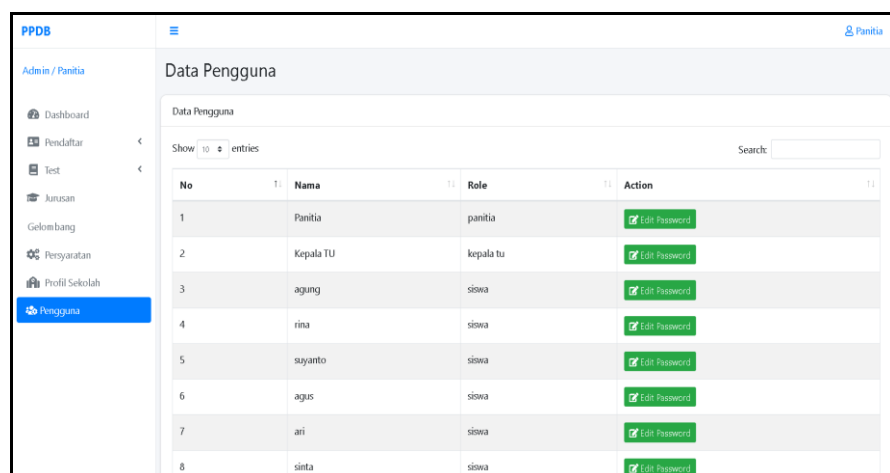 PPDB
Panitia
Admin / Panitia
Data Pengguna
Dashboard
Pendaftar
Test
Jurusan
Gelombang
Persyaratan
Profil Sekolah
Pengguna
Data Pengguna
Show 10 entries
Search:
No Nama Role Action
1 Panitia panitia Edit Password
2 Kepala TU kepala tu Edit Password
3 agung siswa Edit Password
4 rina siswa Edit Password
5 suyanto siswa Edit Password
6 agus siswa Edit Password
7 ari siswa Edit Password
8 sinta siswa Edit Password